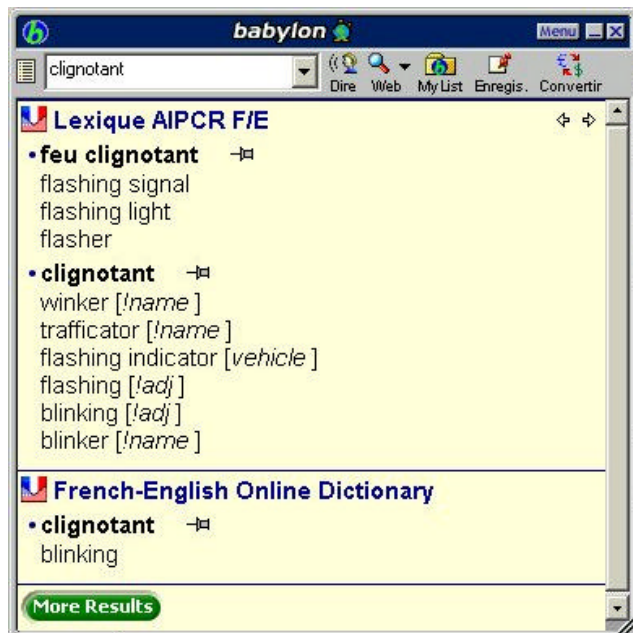 babylon Menu
clignotant
Dire Web My List Enregis. Convertir
Lexique AIPCR F/E
• feu clignotant
flashing signal
flashing light
flasher
• clignotant
winker [!name ]
trafficator [!name ]
flashing indicator [vehicle ]
flashing [!adj ]
blinking [!adj ]
blinker [!name ]
French-English Online Dictionary
• clignotant
blinking
More Results